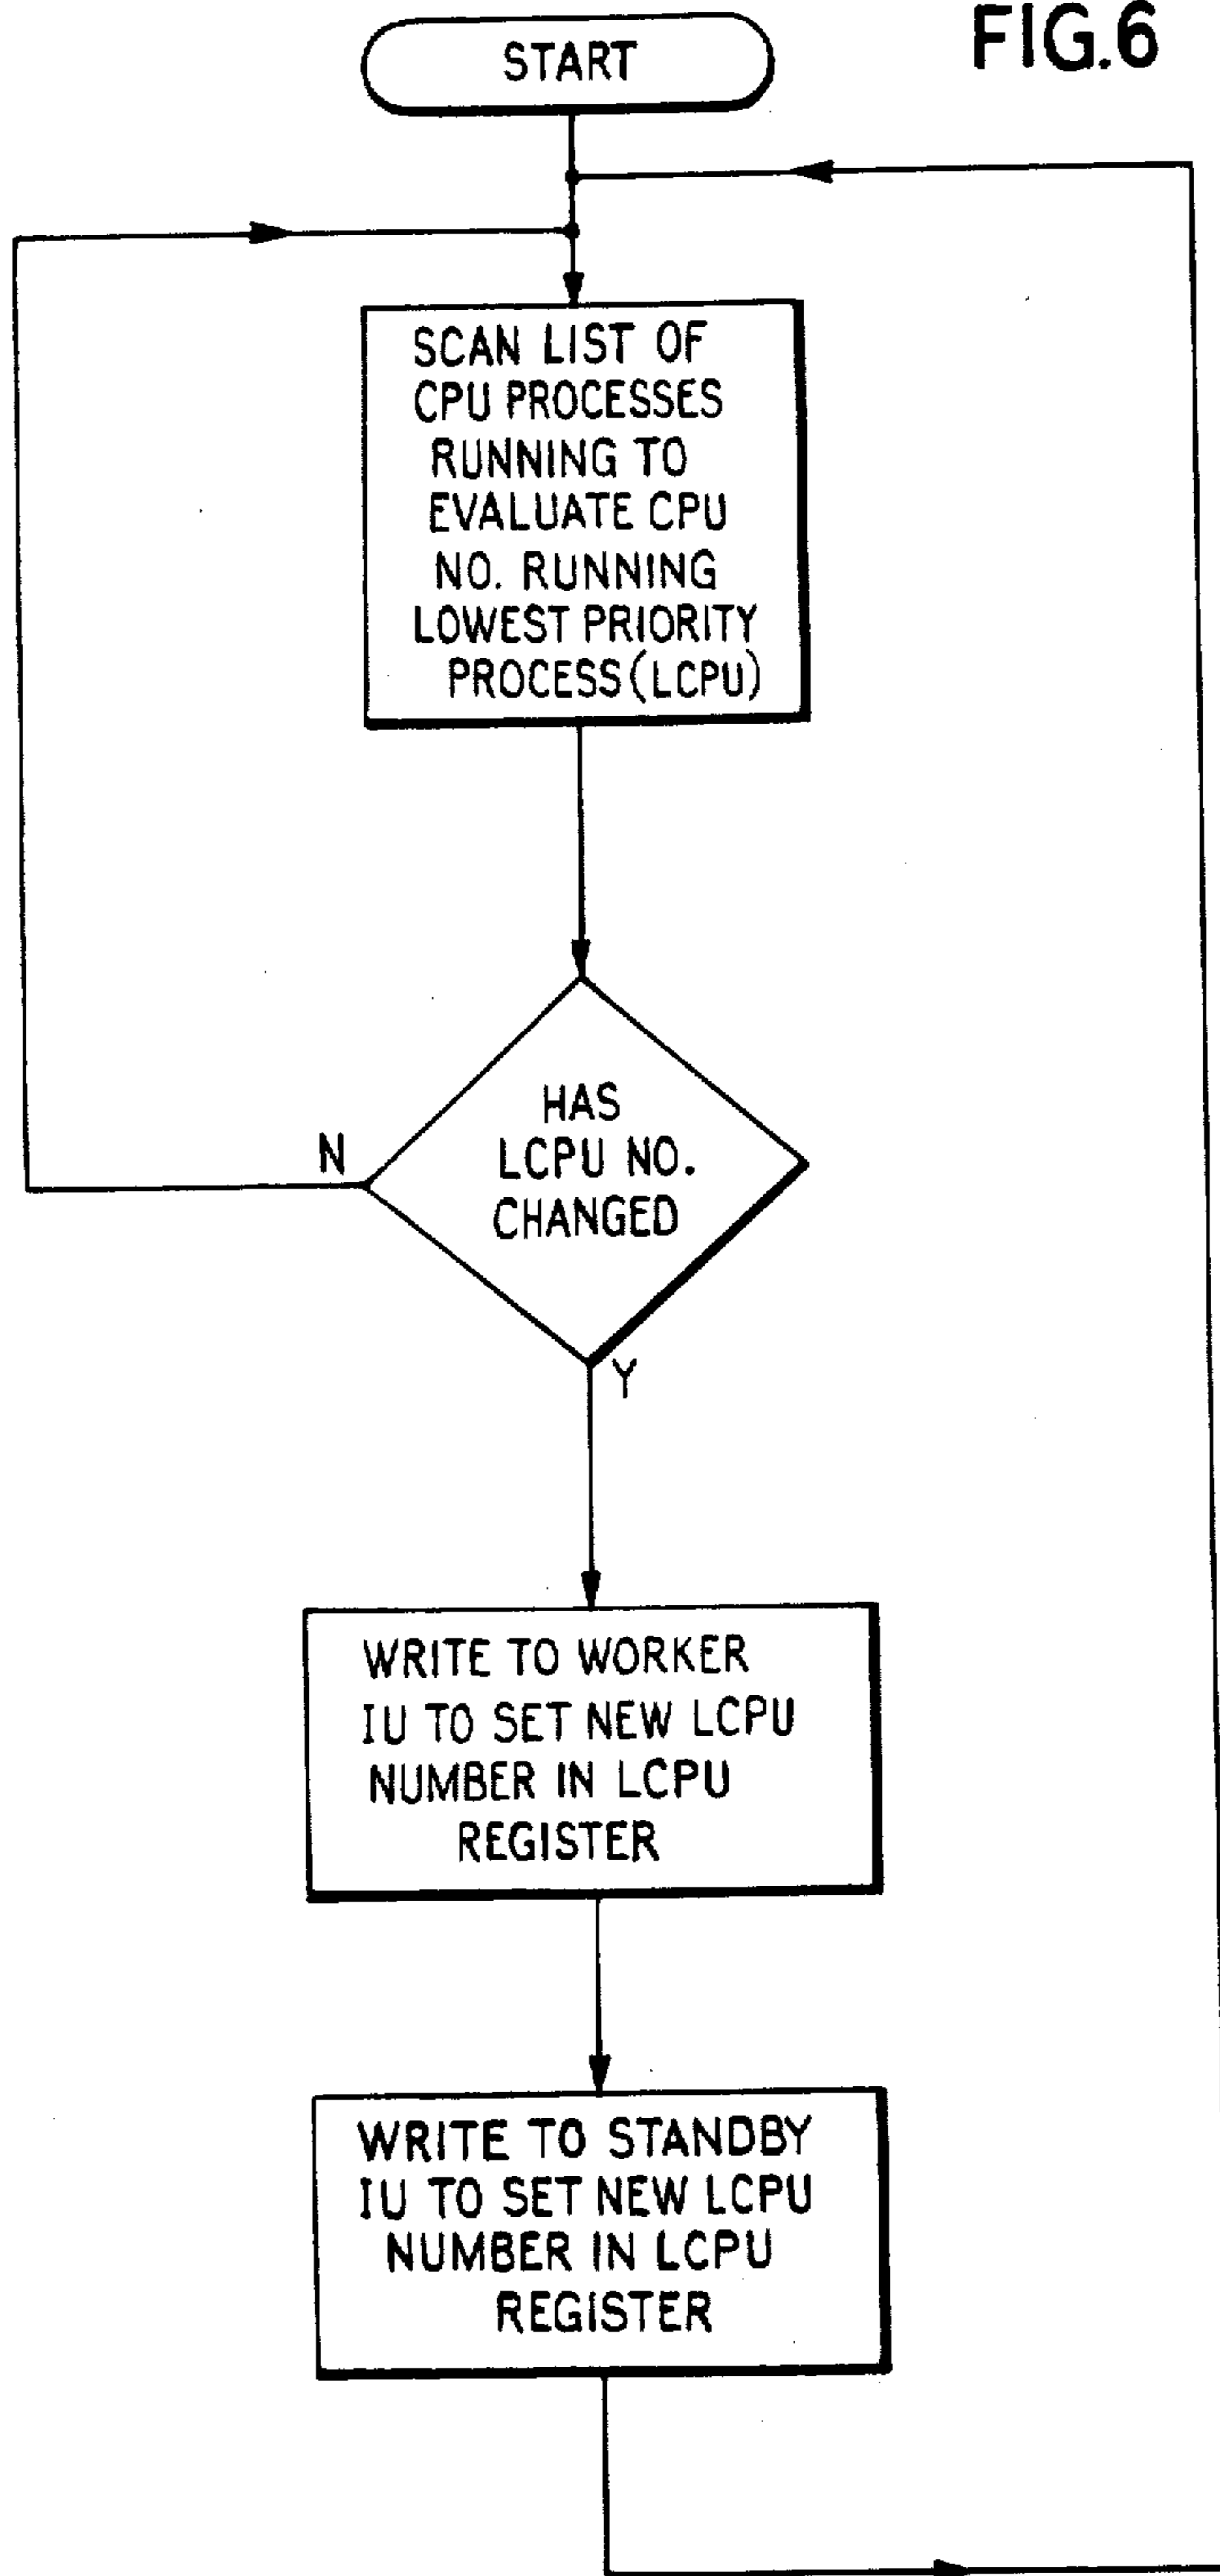 FIG.6
START
SCAN LIST OF
CPU PROCESSES
RUNNING TO
EVALUATE CPU
NO. RUNNING
LOWEST PRIORITY
PROCESS(LCPU)
HAS
LCPU NO.
CHANGED
N
Y
WRITE TO WORKER
IU TO SET NEW LCPU
NUMBER IN LCPU
REGISTER
WRITE TO STANDBY
IU TO SET NEW LCPU
NUMBER IN LCPU
REGISTER